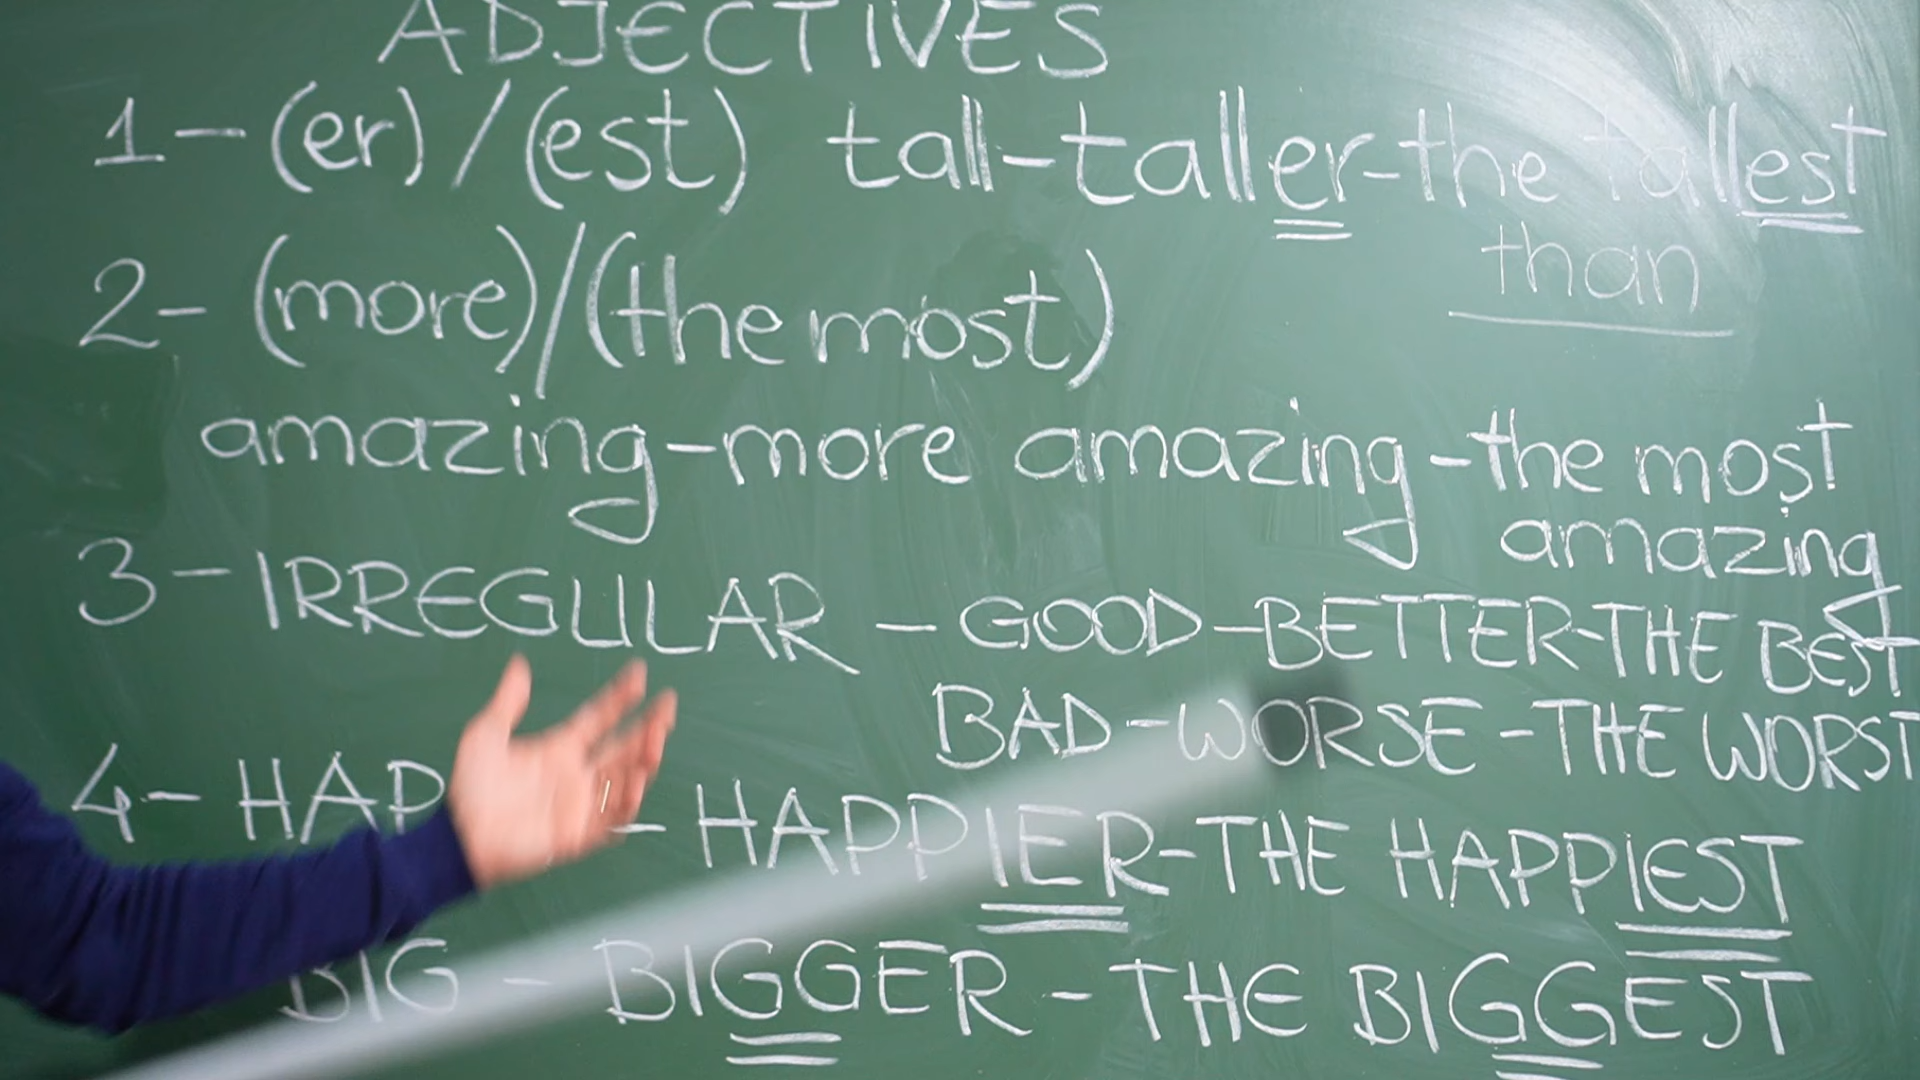 ADJECTIVES
1- (er) / (est) tall-taller-the tallest
than
2- (more)/(the most)
amazing-more amazing-the most
amazing
3- IRREGULAR - GOOD-BETTER-THE BEST
BAD-WORSE-THE WORST
4- HAP - HAPPIER-THE HAPPIEST
BIG - BIGGER - THE BIGGEST